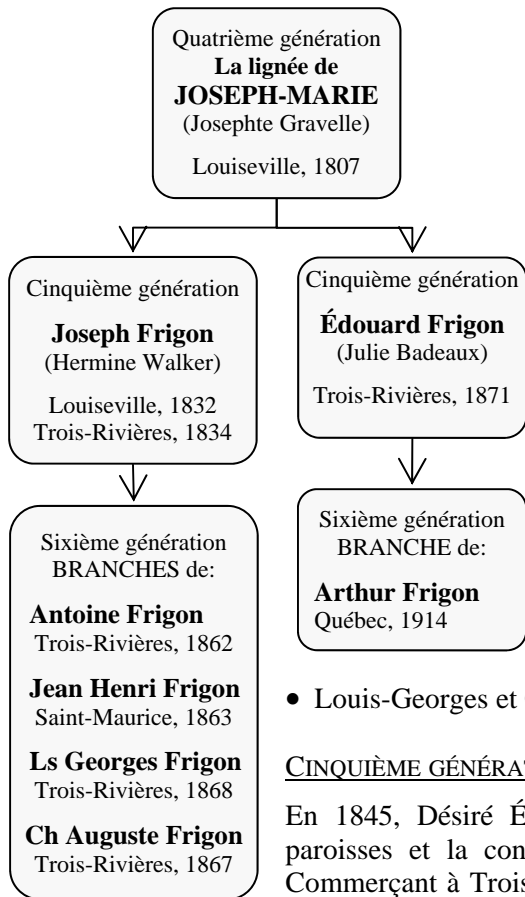 Quatrième génération
La lignée de
JOSEPH-MARIE
(Josephte Gravelle)
Louiseville, 1807
Cinquième génération
Joseph Frigon
(Hermine Walker)
Louiseville, 1832
Trois-Rivières, 1834
Cinquième génération
Édouard Frigon
(Julie Badeaux)
Trois-Rivières, 1871
Sixième génération
BRANCHES de:
Antoine Frigon
Trois-Rivières, 1862
Jean Henri Frigon
Saint-Maurice, 1863
Ls Georges Frigon
Trois-Rivières, 1868
Ch Auguste Frigon
Trois-Rivières, 1867
Sixième génération
BRANCHE de:
Arthur Frigon
Québec, 1914
• Louis-Georges et
CINQUIÈME GÉNÉRA
En 1845, Désiré É
paroisses et la con
Commerçant à Trois